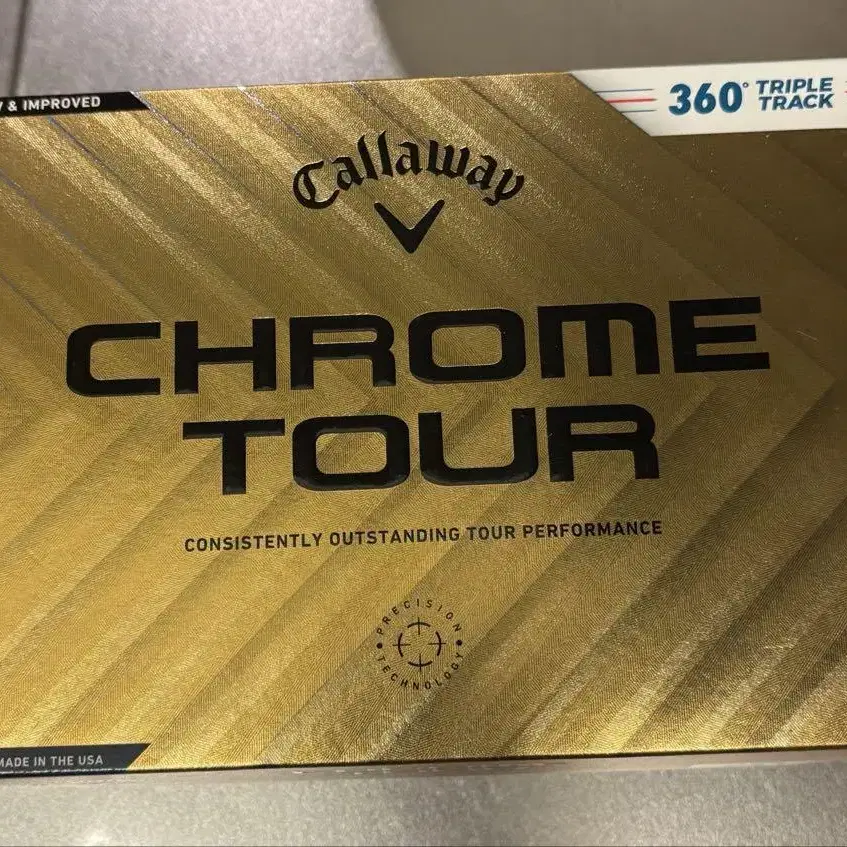 & IMPROVED
360° TRIPLE
TRACK
Callaway
CHROME
TOUR
CONSISTENTLY OUTSTANDING TOUR PERFORMANCE
PRECISION
TECHNOLOGY
MADE IN THE USA